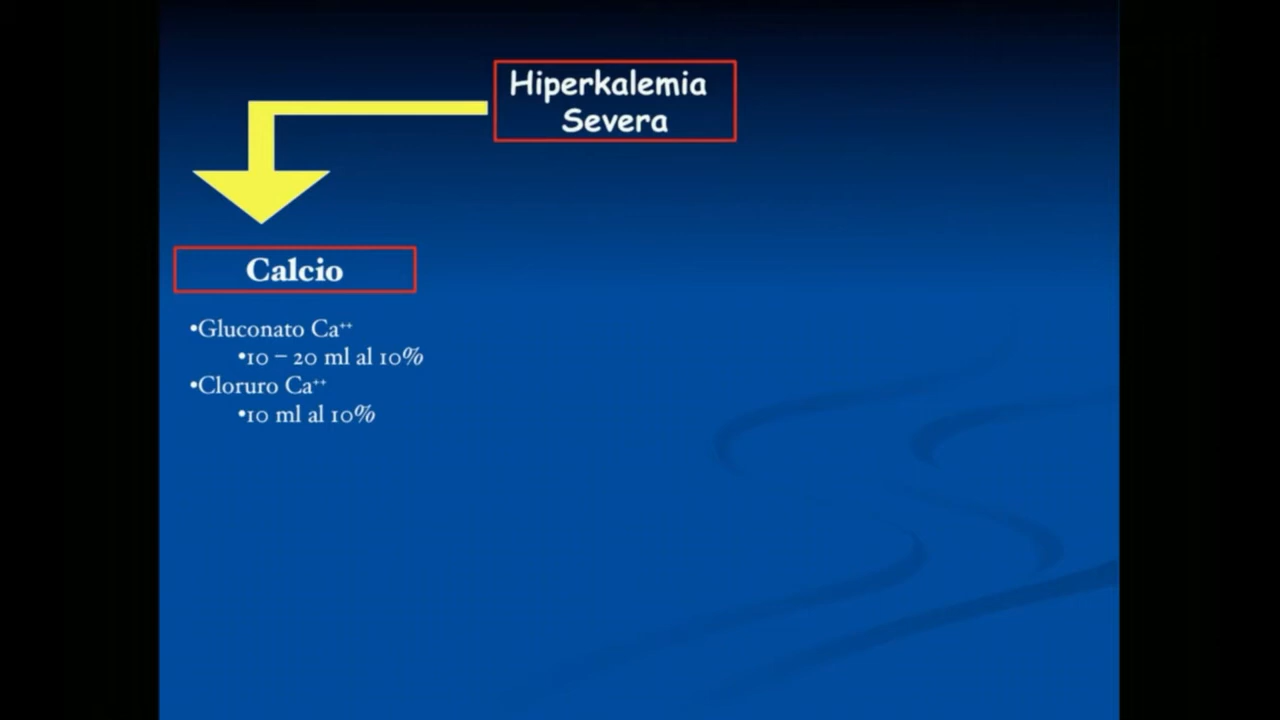 Hiperkalemia
Severa
Calcio
•Gluconato Ca⁺⁺
•10 – 20 ml al 10%
•Cloruro Ca⁺⁺
•10 ml al 10%